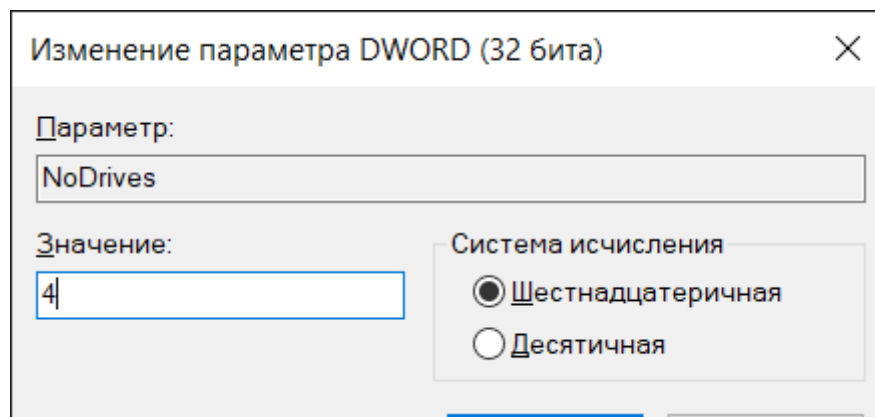 Изменение параметра DWORD (32 бита)
Параметр:
NoDrives
Значение:
4
Система исчисления
Шестнадцатеричная
Десятичная